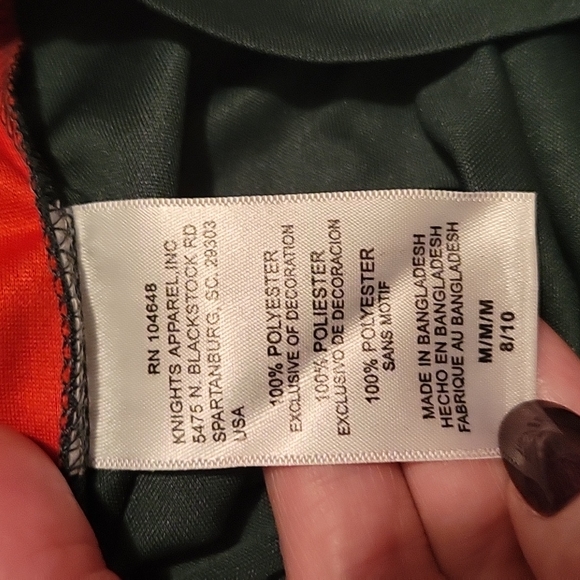 RN 104648
KNIGHTS APPAREL,INC
5475 N. BLACKSTOCK RD
SPARTANBURG, SC. 29303
USA
100% POLYESTER
EXCLUSIVE OF DECORATION
100% POLIESTER
EXCLUSIVO DE DECORACION
100% POLYESTER
SANS MOTIF
MADE IN BANGLADESH
HECHO EN BANGLADESH
FABRIQUE AU BANGLADESH
M/M/M
8/10